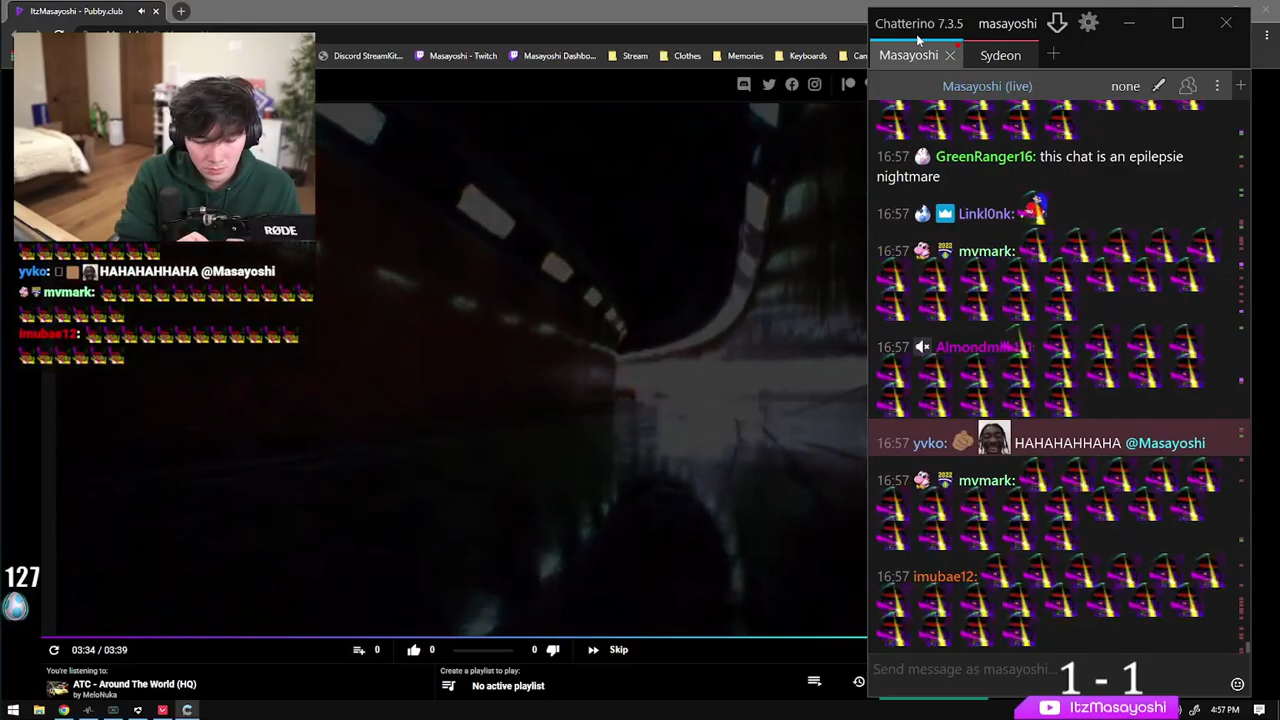 ItzMasayoshi - Pubby.club
Chatterino 7.3.5
masayoshi
Masayoshi
Sydeon
Discord StreamKit...
Masayoshi - Twitch
Masayoshi Dashbo...
Stream
Clothes
Memories
Keyboards
Masayoshi (live)
none
RØDE
16:57 GreenRanger16: this chat is an epilepsie
nightmare
16:57 Linkl0nk:
16:57 mvmark:
16:57
16:57 yvko: HAHAHAHHAHA @Masayoshi
16:57 mvmark:
16:57 imubae12:
yvko: HAHAHAHHAHA @Masayoshi
mvmark:
imubae12:
127
03:34 / 03:39
0
0
0
Skip
You're listening to:
ATC - Around The World (HQ)
by MeloNuka
Create a playlist to play:
No active playlist
Send message as masayoshi...
1 - 1
ItzMasayoshi
4:57 PM